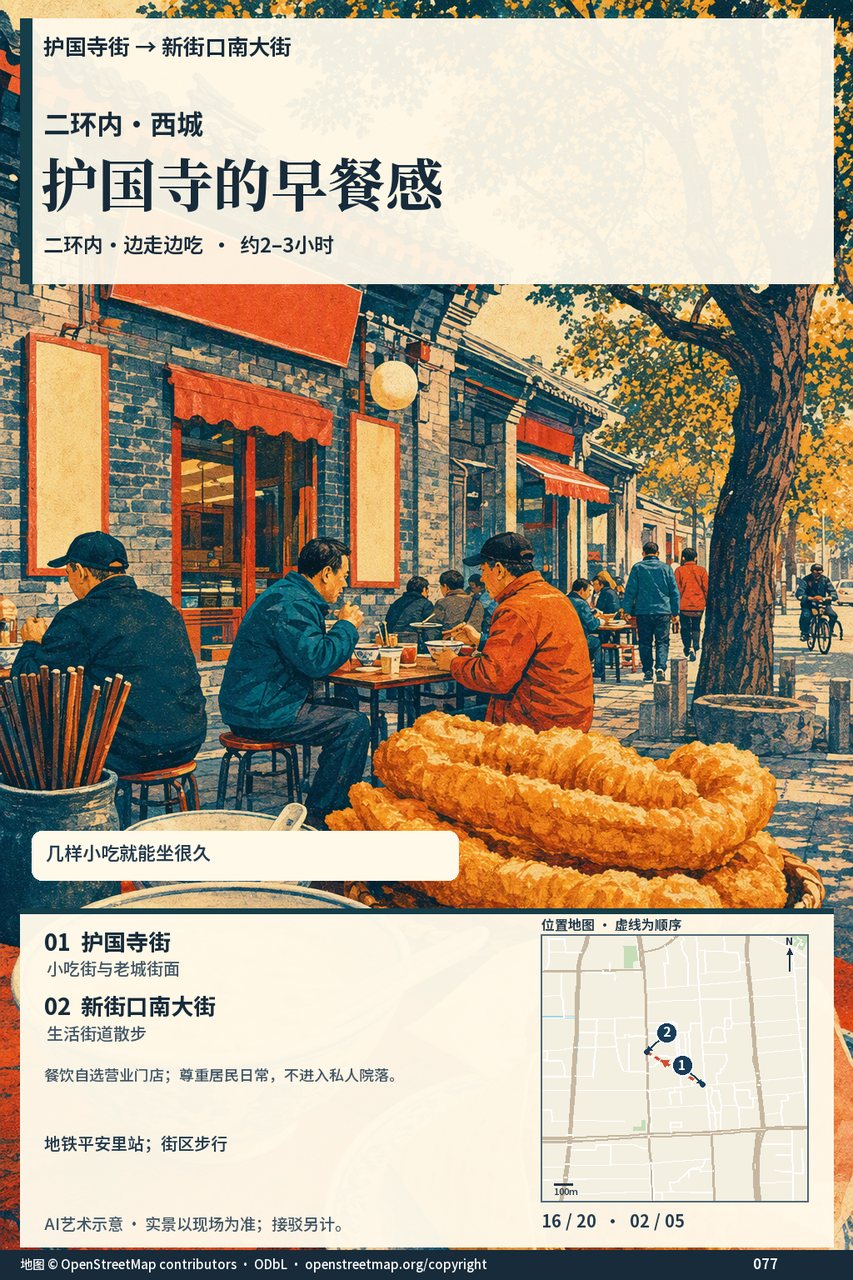 护国寺街 → 新街口南大街
二环内・西城
护国寺的早餐感
二环内・边走边吃 ・ 约2–3小时
几样小吃就能坐很久
01 护国寺街
小吃街与老城街面
02 新街口南大街
生活街道散步
餐饮自选营业门店；尊重居民日常，不进入私人院落。
地铁平安里站；街区步行
AI艺术示意・实景以现场为准；接驳另计。
位置地图 ・ 虚线为顺序
N
2
1
100m
16 / 20 ・ 02 / 05
地图 © OpenStreetMap contributors ・ ODbL ・ openstreetmap.org/copyright
077